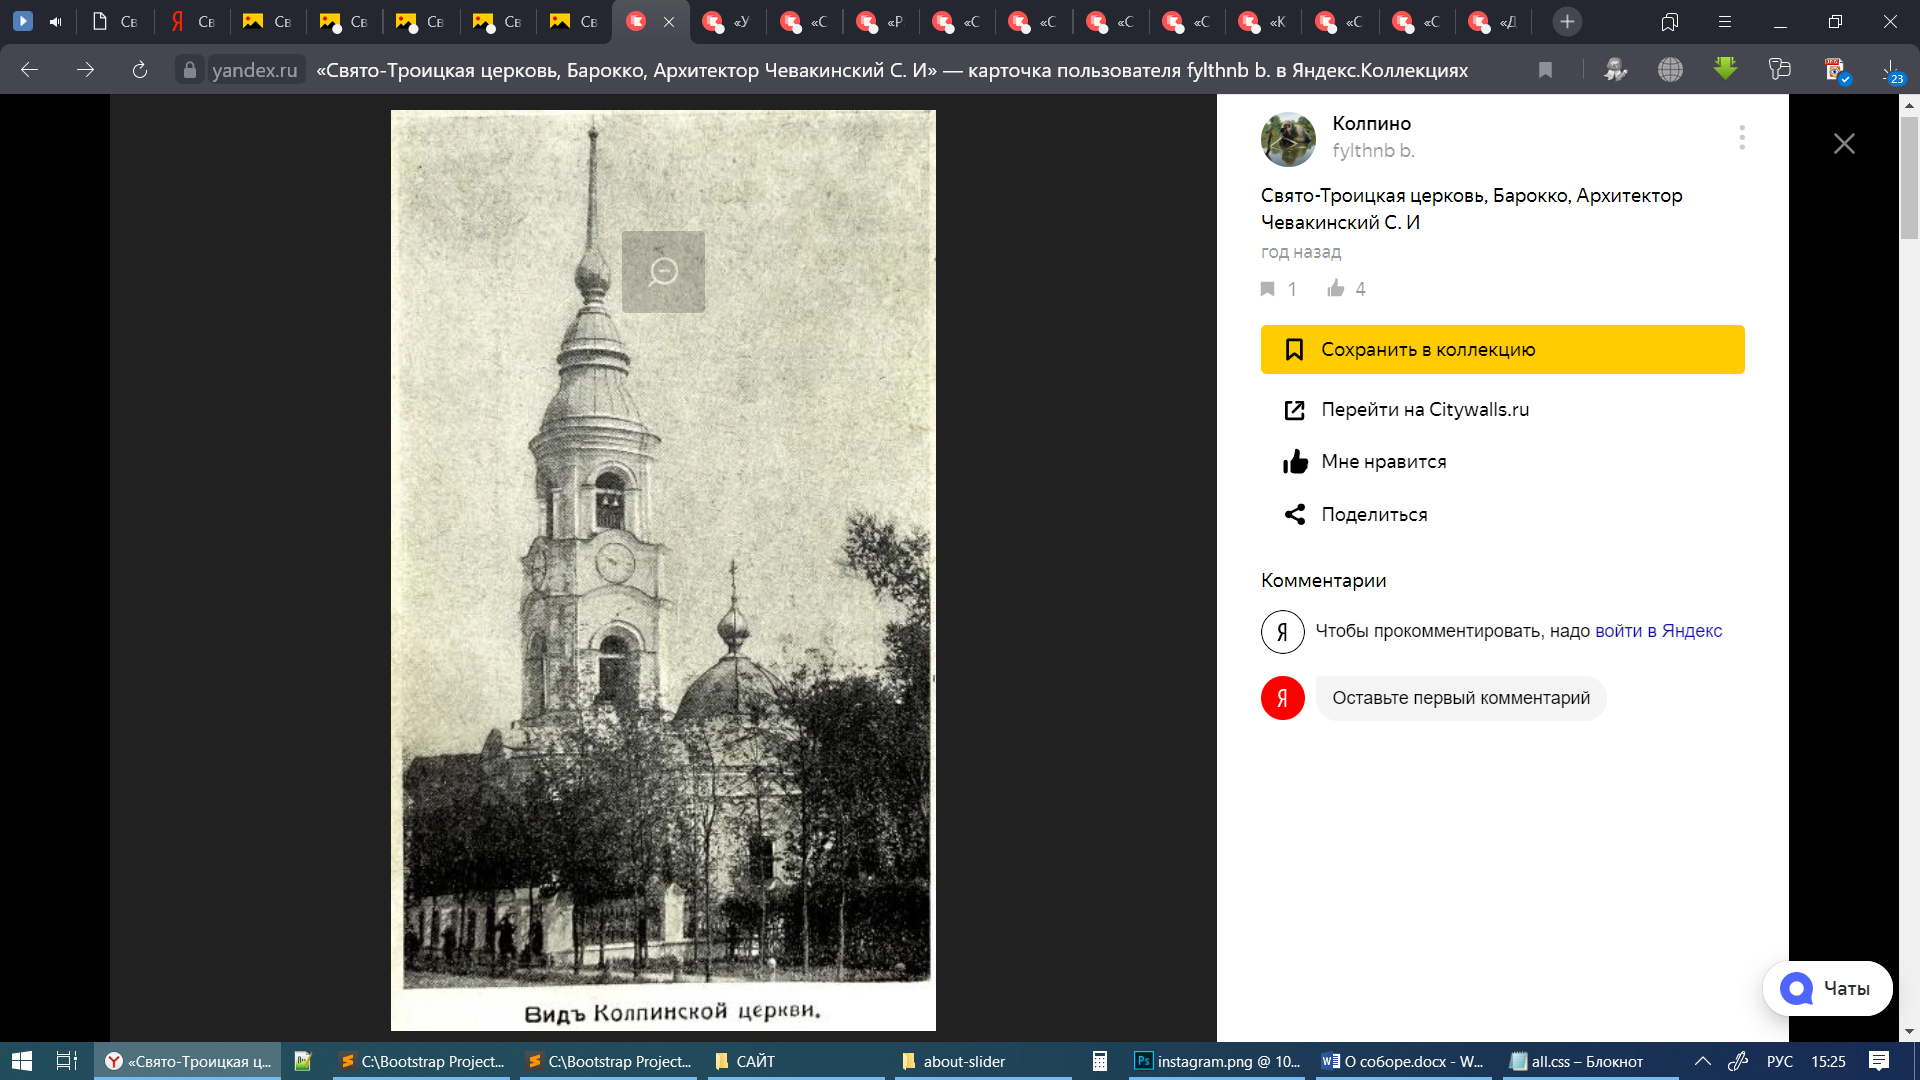 Св
Св
Св
Св
Св
Св
Св
«У
«С
«Р
«С
«С
«С
«С
«К
«С
«С
«Д
yandex.ru
«Свято-Троицкая церковь, Барокко, Архитектор Чевакинский С. И» — карточка пользователя fylthnb b. в Яндекс.Коллекциях
23
Колпино
fylthnb b.
Свято-Троицкая церковь, Барокко, Архитектор
Чевакинский С. И
год назад
1
4
Сохранить в коллекцию
Перейти на Citywalls.ru
Мне нравится
Поделиться
Комментарии
Я
Чтобы прокомментировать, надо войти в Яндекс
Я
Оставьте первый комментарий
Видъ Колпинской церкви.
Чаты
«Свято-Троицкая ц...
C:\Bootstrap Project...
C:\Bootstrap Project...
САЙТ
about-slider
instagram.png @ 10...
О соборе.docx - W...
all.css – Блокнот
РУС
15:25